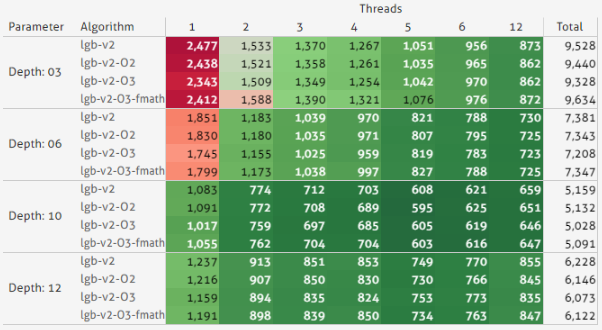 Threads
Parameter Algorithm 1 2 3 4 5 6 12 Total
Depth: 03
lgb-v2 2,477 1,533 1,370 1,267 1,051 956 873 9,528
lgb-v2-O2 2,438 1,521 1,358 1,261 1,035 965 862 9,440
lgb-v2-O3 2,343 1,509 1,349 1,254 1,042 970 862 9,328
lgb-v2-O3-fmath 2,412 1,588 1,390 1,321 1,076 976 872 9,634
Depth: 06
lgb-v2 1,851 1,183 1,039 970 821 788 730 7,381
lgb-v2-O2 1,830 1,180 1,035 971 807 795 725 7,343
lgb-v2-O3 1,745 1,155 1,025 959 819 783 723 7,208
lgb-v2-O3-fmath 1,799 1,173 1,038 997 827 788 725 7,347
Depth: 10
lgb-v2 1,083 774 712 703 608 621 659 5,159
lgb-v2-O2 1,091 772 708 689 595 625 651 5,132
lgb-v2-O3 1,017 759 697 685 605 619 646 5,028
lgb-v2-O3-fmath 1,055 762 704 704 603 616 647 5,091
Depth: 12
lgb-v2 1,237 913 851 853 749 770 855 6,228
lgb-v2-O2 1,216 907 850 830 730 766 845 6,146
lgb-v2-O3 1,159 894 835 824 753 773 835 6,073
lgb-v2-O3-fmath 1,191 898 839 850 734 763 847 6,122